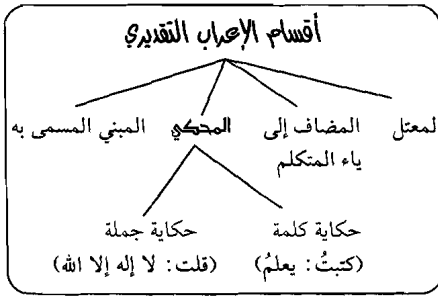 أقسام الإعراب التقديري
لمعتل المضاف إلى المحكي المبني المسمى به
ياء المتكلم
حكاية كلمة حكاية جملة
(كتبتُ: يعلمُ) (قلت: لا إله إلا الله)